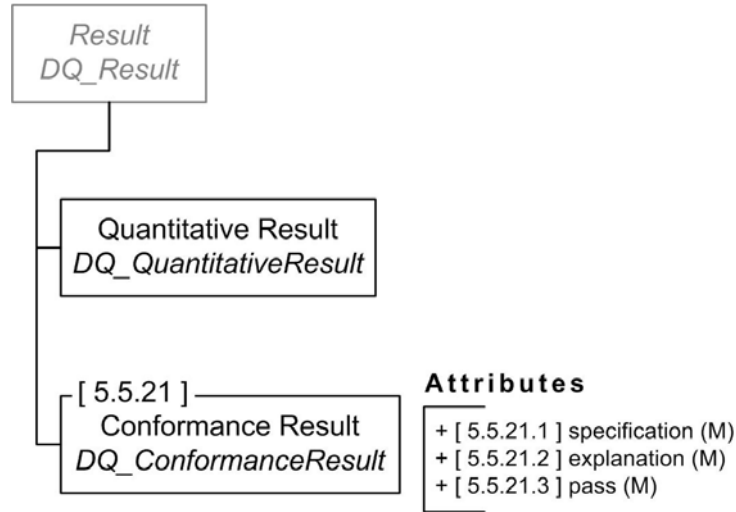 Result
DQ_Result
Quantitative Result
DQ_QuantitativeResult
[ 5.5.21 ]
Conformance Result
DQ_ConformanceResult
Attributes
+ [ 5.5.21.1 ] specification (M)
+ [ 5.5.21.2 ] explanation (M)
+ [ 5.5.21.3 ] pass (M)